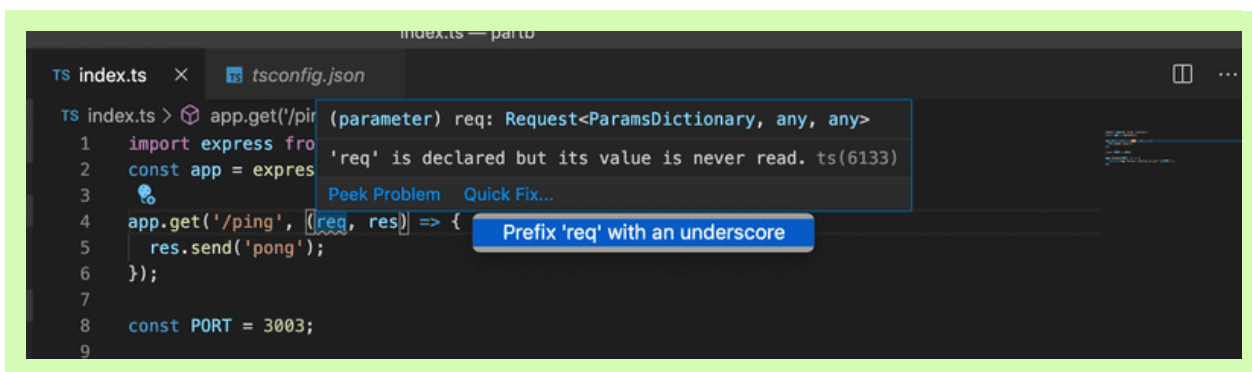 index.ts — partb
TS index.ts × TS tsconfig.json
TS index.ts > app.get('/pin
(parameter) req: Request<ParamsDictionary, any, any>
1 import express fro
'req' is declared but its value is never read. ts(6133)
2 const app = expres
3
Peek Problem Quick Fix...
4 app.get('/ping', (req, res) => {
Prefix 'req' with an underscore
5 res.send('pong');
6 });
7
8 const PORT = 3003;
9